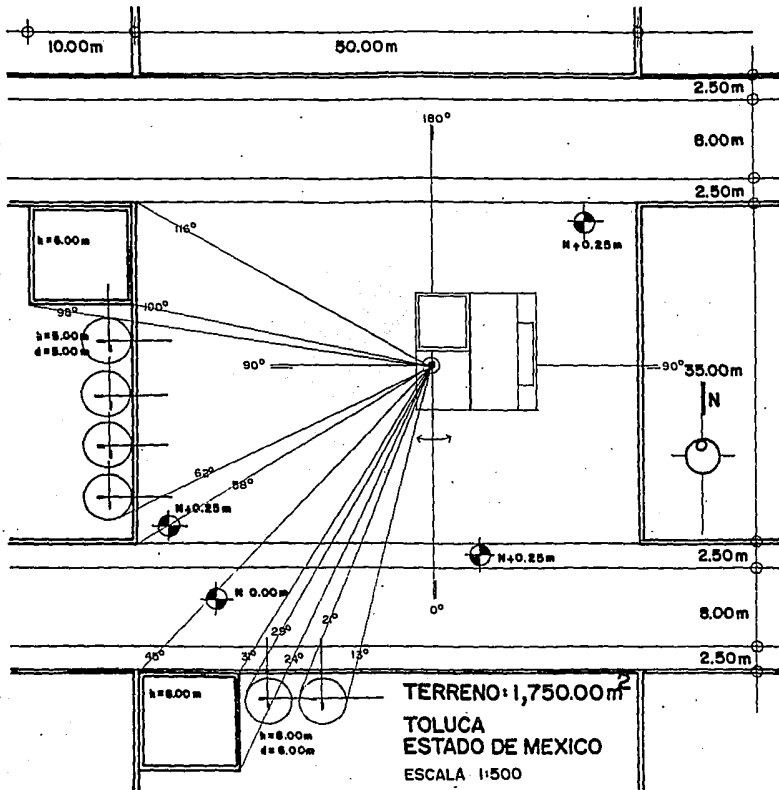 10.00m
50.00m
2.50m
180°
8.00m
2.50m
116°
h=6.00m
N+0.25m
98°
100°
h=5.00m
d=5.00m
90°
90°
35.00m
N
62°
58°
N+0.25m
N+0.25m
2.50m
N 0.00m
0°
8.00m
29°
21°
45°
31°
24°
13°
2.50m
h=6.00m
TERRENO:1,750.00m²
TOLUCA
h=6.00m
d=6.00m
ESTADO DE MEXICO
ESCALA 1:500